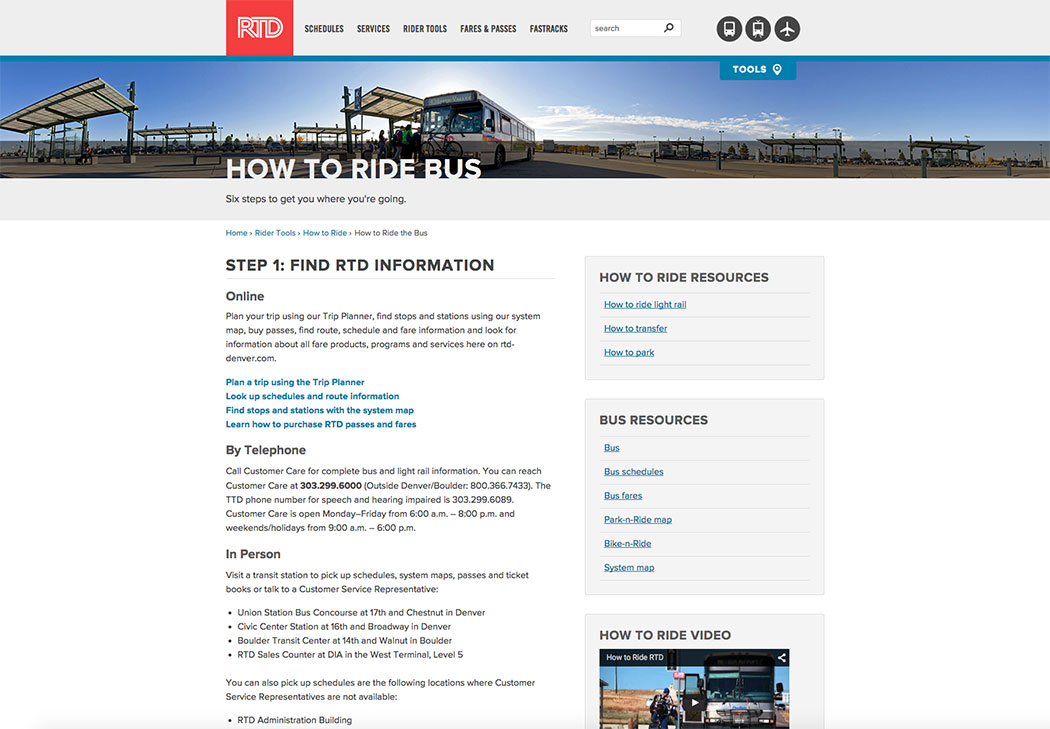 RTD
SCHEDULES SERVICES RIDER TOOLS FARES & PASSES FASTRACKS
search
TOOLS
HOW TO RIDE BUS
Six steps to get you where you're going.
Home › Rider Tools › How to Ride › How to Ride the Bus
STEP 1: FIND RTD INFORMATION
Online
Plan your trip using our Trip Planner, find stops and stations using our system
map, buy passes, find route, schedule and fare information and look for
information about all fare products, programs and services here on rtd-
denver.com.
Plan a trip using the Trip Planner
Look up schedules and route information
Find stops and stations with the system map
Learn how to purchase RTD passes and fares
By Telephone
Call Customer Care for complete bus and light rail information. You can reach
Customer Care at 303.299.6000 (Outside Denver/Boulder: 800.366.7433). The
TTD phone number for speech and hearing impaired is 303.299.6089.
Customer Care is open Monday–Friday from 6:00 a.m. – 8:00 p.m. and
weekends/holidays from 9:00 a.m. – 6:00 p.m.
In Person
Visit a transit station to pick up schedules, system maps, passes and ticket
books or talk to a Customer Service Representative:
• Union Station Bus Concourse at 17th and Chestnut in Denver
• Civic Center Station at 16th and Broadway in Denver
• Boulder Transit Center at 14th and Walnut in Boulder
• RTD Sales Counter at DIA in the West Terminal, Level 5
You can also pick up schedules are the following locations where Customer
Service Representatives are not available:
• RTD Administration Building
HOW TO RIDE RESOURCES
How to ride light rail
How to transfer
How to park
BUS RESOURCES
Bus
Bus schedules
Bus fares
Park-n-Ride map
Bike-n-Ride
System map
HOW TO RIDE VIDEO
How to Ride RTD